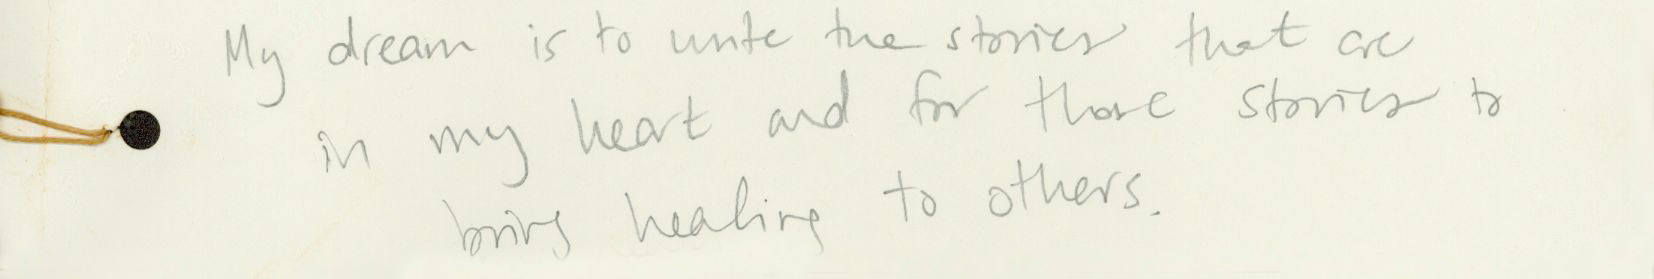 My dream is to write the stories that are
in my heart and for those stories to
bring healing to others.